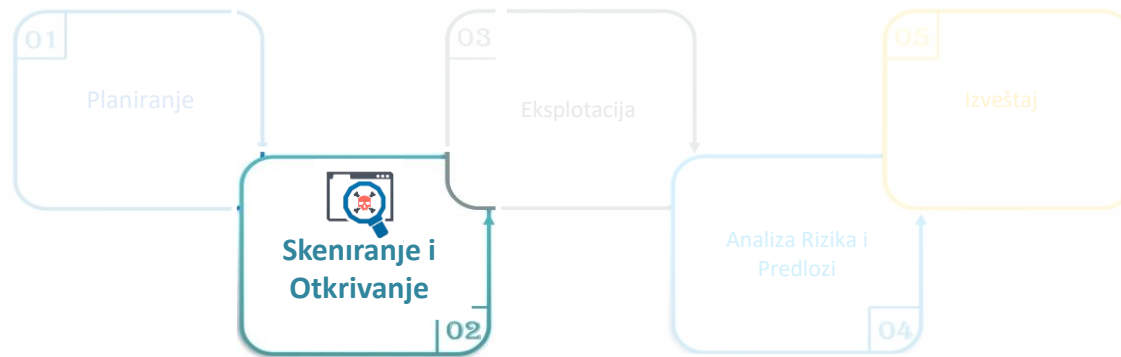 01
Planiranje
Skeniranje i
Otkrivanje
02
03
Eksplotacija
Analiza Rizika i
Predlozi
04
05
Izveštaj